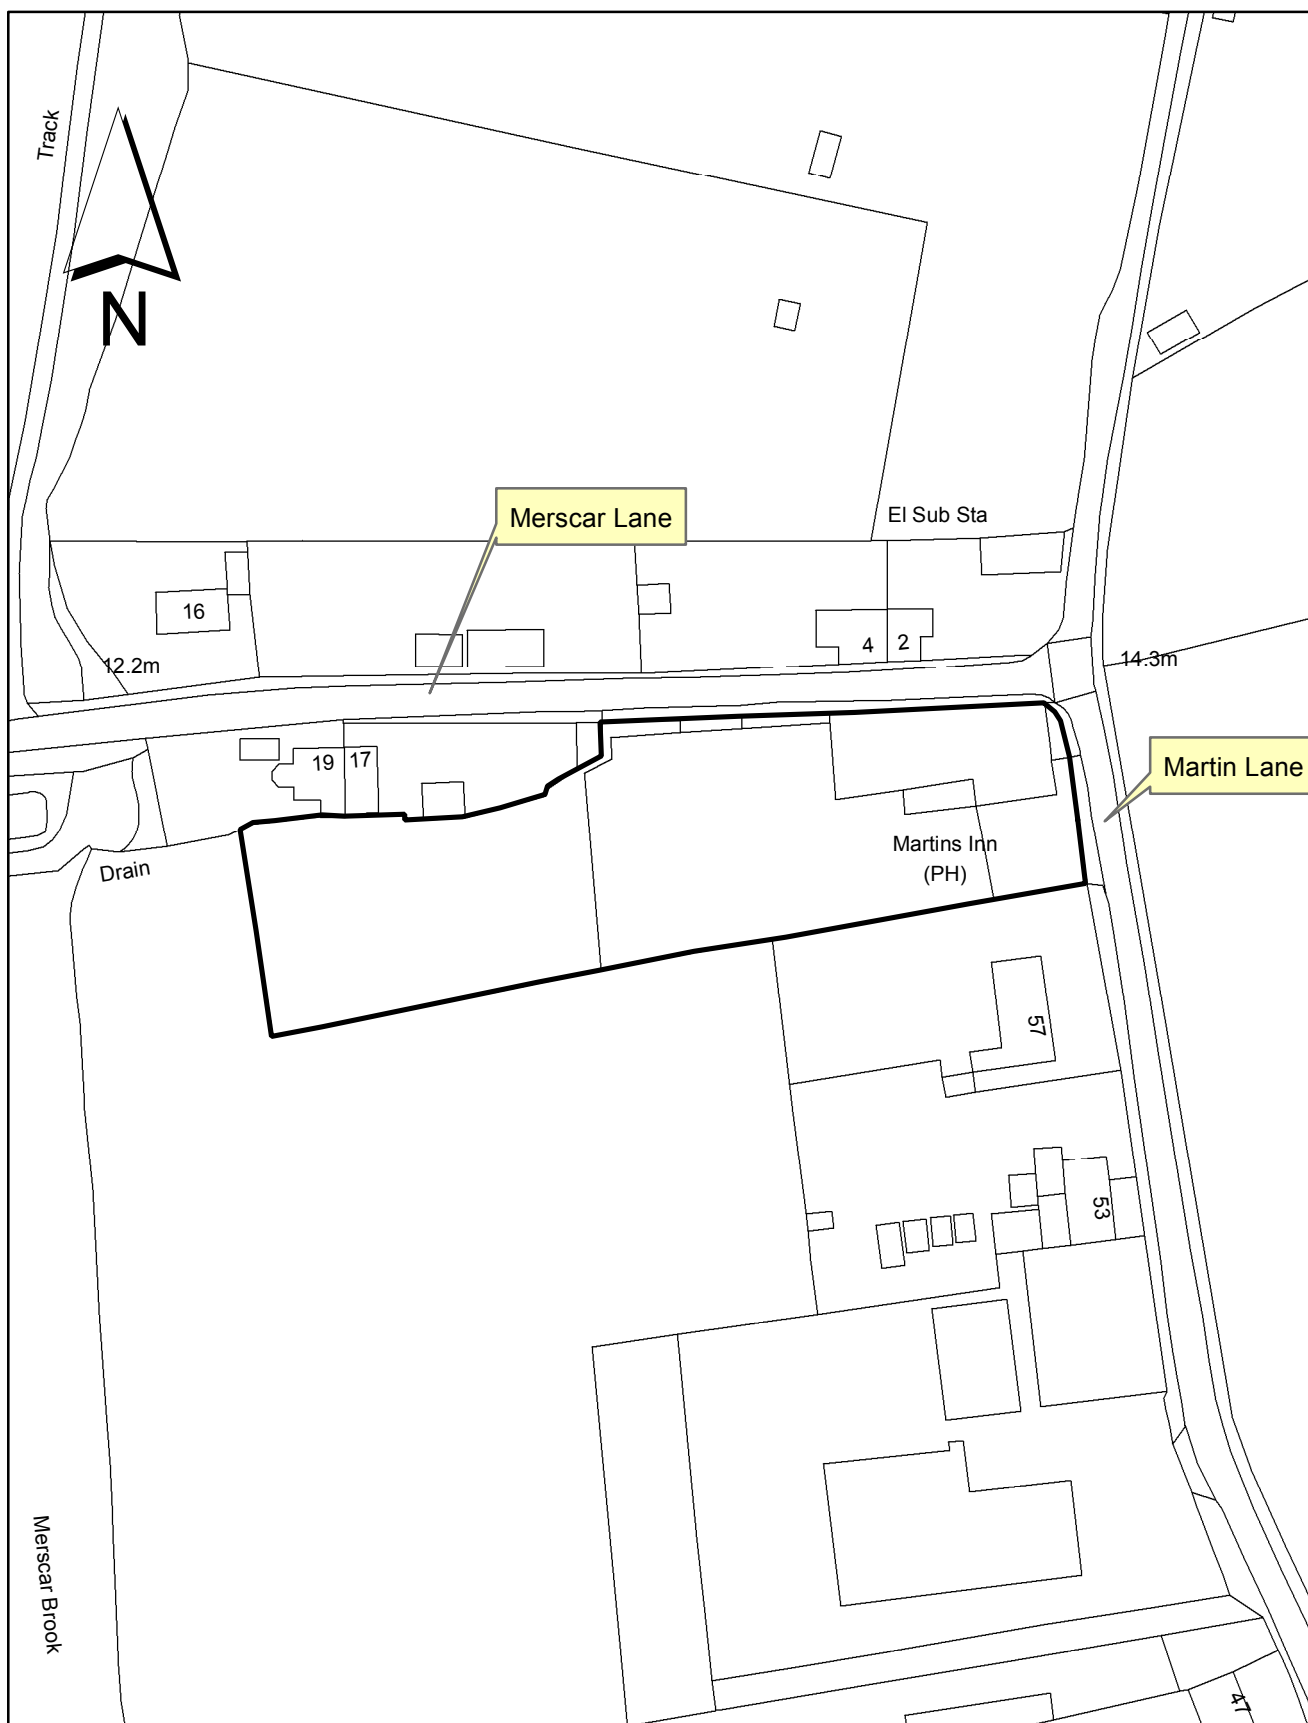 Track
N
Merscar Lane
El Sub Sta
16
4
2
12.2m
14.3m
19
17
Martin Lane
Martins Inn
(PH)
Drain
57
53
Merscar Brook
47